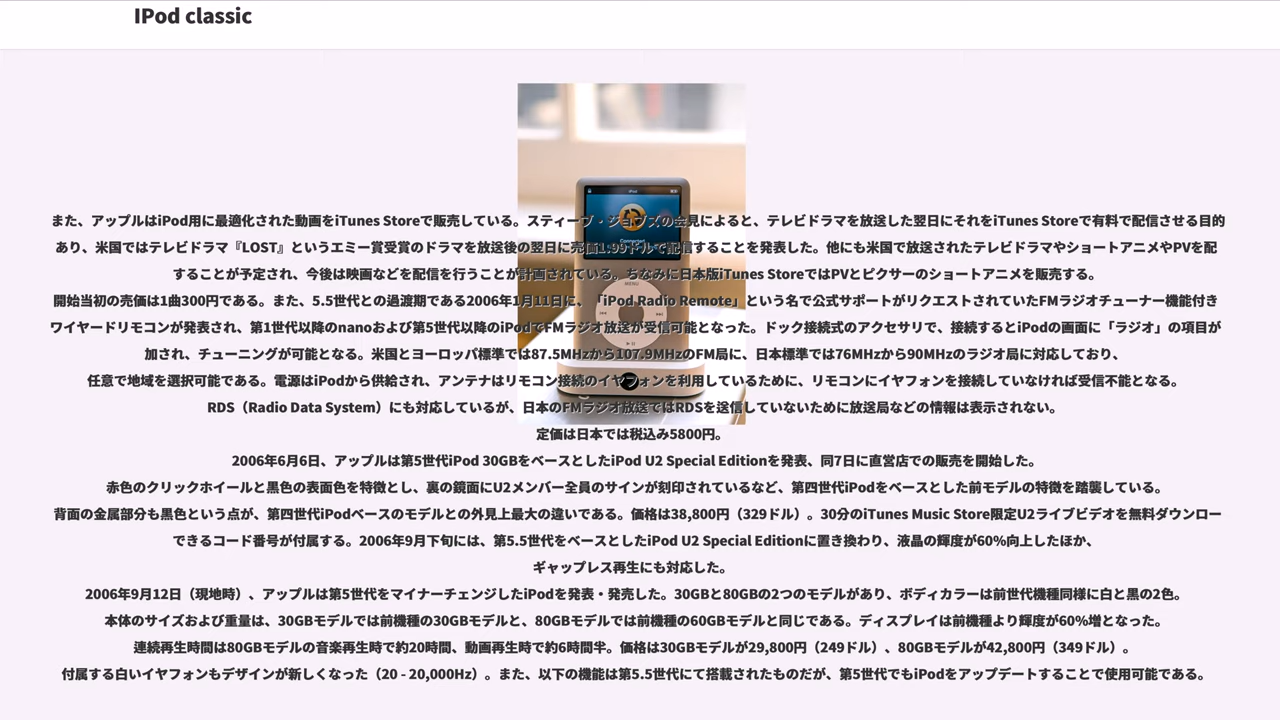 IPod classic
また、アップルはiPod用に最適化された動画をiTunes Storeで販売している。スティーブ・ジョブズの会見によると、テレビドラマを放送した翌日にそれをiTunes Storeで有料で配信させる目的
あり、米国ではテレビドラマ『LOST』というエミー賞受賞のドラマを放送後の翌日に売価1.99ドルで配信することを発表した。他にも米国で放送されたテレビドラマやショートアニメやPVを配
することが予定され、今後は映画などを配信を行うことが計画されている。ちなみに日本版iTunes StoreではPVとピクサーのショートアニメを販売する。
開始当初の売価は1曲300円である。また、5.5世代との過渡期である2006年1月11日に、「iPod Radio Remote」という名で公式サポートがリクエストされていたFMラジオチューナー機能付き
ワイヤードリモコンが発表され、第1世代以降のnanoおよび第5世代以降のiPodでFMラジオ放送が受信可能となった。ドック接続式のアクセサリで、接続するとiPodの画面に「ラジオ」の項目が
加され、チューニングが可能となる。米国とヨーロッパ標準では87.5MHzから107.9MHzのFM局に、日本標準では76MHzから90MHzのラジオ局に対応しており、
任意で地域を選択可能である。電源はiPodから供給され、アンテナはリモコン接続のイヤフォンを利用しているために、リモコンにイヤフォンを接続していなければ受信不能となる。
RDS（Radio Data System）にも対応しているが、日本のFMラジオ放送ではRDSを送信していないために放送局などの情報は表示されない。
定価は日本では税込み5800円。
2006年6月6日、アップルは第5世代iPod 30GBをベースとしたiPod U2 Special Editionを発表、同7日に直営店での販売を開始した。
赤色のクリックホイールと黒色の表面色を特徴とし、裏の鏡面にU2メンバー全員のサインが刻印されているなど、第四世代iPodをベースとした前モデルの特徴を踏襲している。
背面の金属部分も黒色という点が、第四世代iPodベースのモデルとの外見上最大の違いである。価格は38,800円（329ドル）。30分のiTunes Music Store限定U2ライブビデオを無料ダウンロー
できるコード番号が付属する。2006年9月下旬には、第5.5世代をベースとしたiPod U2 Special Editionに置き換わり、液晶の輝度が60%向上したほか、
ギャップレス再生にも対応した。
2006年9月12日（現地時）、アップルは第5世代をマイナーチェンジしたiPodを発表・発売した。30GBと80GBの2つのモデルがあり、ボディカラーは前世代機種同様に白と黒の2色。
本体のサイズおよび重量は、30GBモデルでは前機種の30GBモデルと、80GBモデルでは前機種の60GBモデルと同じである。ディスプレイは前機種より輝度が60%増となった。
連続再生時間は80GBモデルの音楽再生時で約20時間、動画再生時で約6時間半。価格は30GBモデルが29,800円（249ドル）、80GBモデルが42,800円（349ドル）。
付属する白いイヤフォンもデザインが新しくなった（20 - 20,000Hz）。また、以下の機能は第5.5世代にて搭載されたものだが、第5世代でもiPodをアップデートすることで使用可能である。